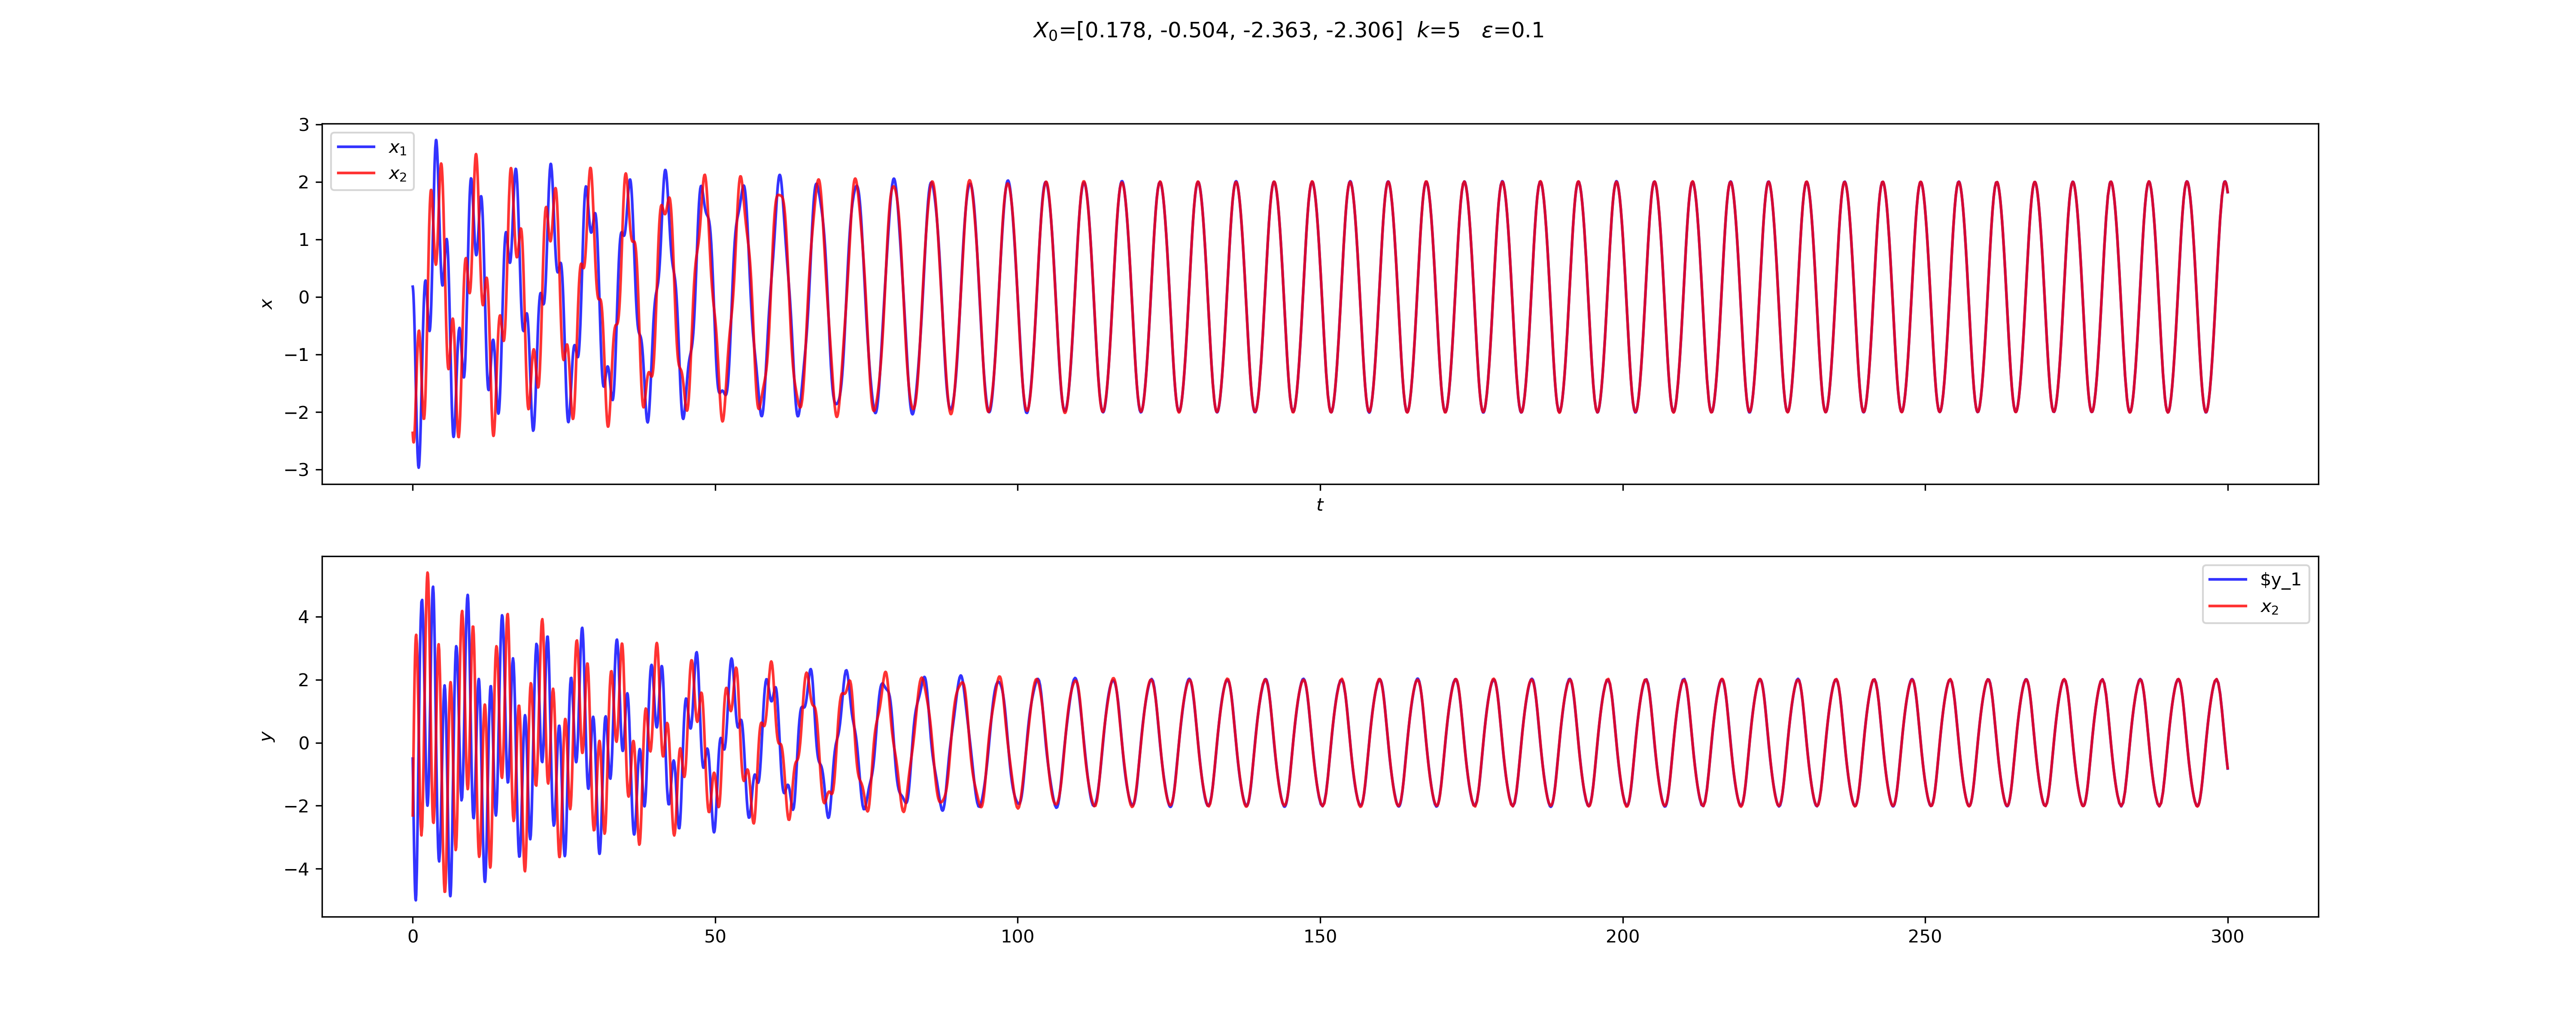 X₀=[0.178, -0.504, -2.363, -2.306] k=5 ε=0.1
3
2
1
0
−1
−2
−3
x
x₁
x₂
t
4
2
0
−2
−4
y
$y_1
x₂
0 50 100 150 200 250 300